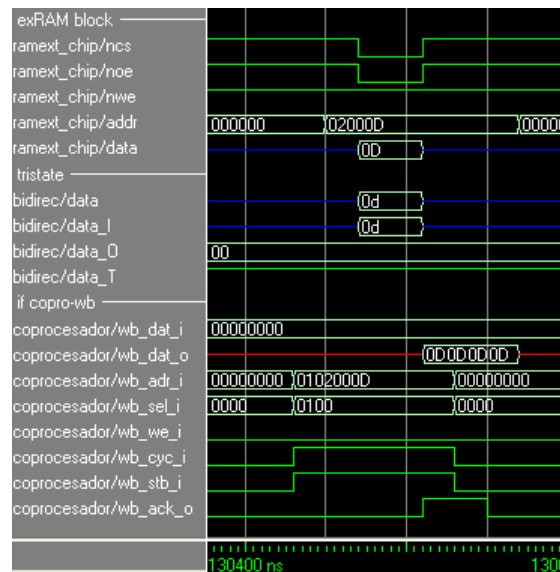 exRAM block
ramext_chip/ncs
ramext_chip/noe
ramext_chip/nwe
ramext_chip/addr 000000 02000D 0000
ramext_chip/data 0D
tristate
bidirec/data 0d
bidirec/data_I 0d
bidirec/data_O 00
bidirec/data_T
if copro-wb
coprocesador/wb_dat_i 00000000
coprocesador/wb_dat_o 0D0D0D0D
coprocesador/wb_adr_i 00000000 0102000D 00000000
coprocesador/wb_sel_i 0000 0100 0000
coprocesador/wb_we_i
coprocesador/wb_cyc_i
coprocesador/wb_stb_i
coprocesador/wb_ack_o
130400 ns 130